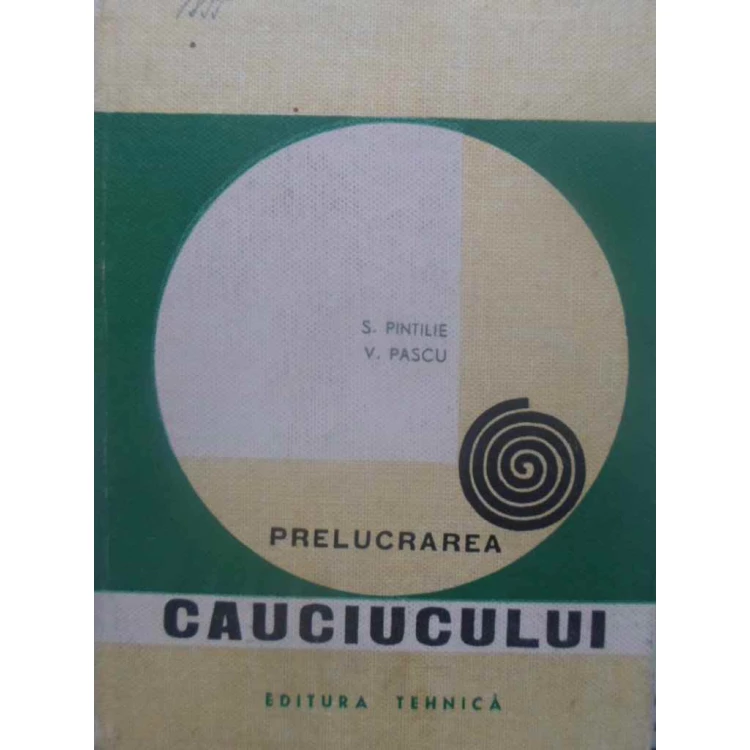 S. PINTILIE
V. PASCU
PRELUCRAREA
CAUCIUCULUI
EDITURA TEHNICĂ